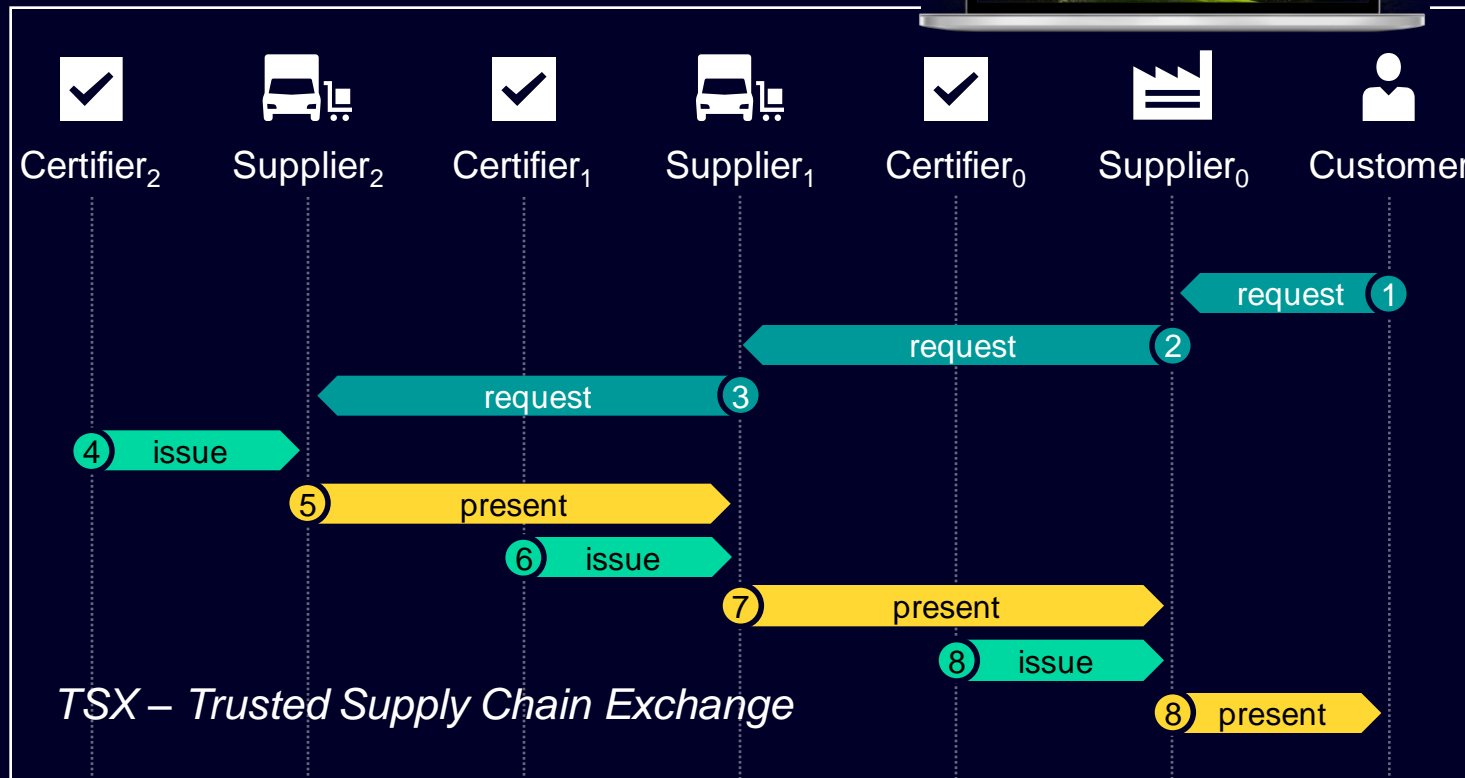 Certifier₂ Supplier₂ Certifier₁ Supplier₁ Certifier₀ Supplier₀ Customer
request 1
request 2
request 3
4 issue
5 present
6 issue
7 present
8 issue
TSX – Trusted Supply Chain Exchange
8 present